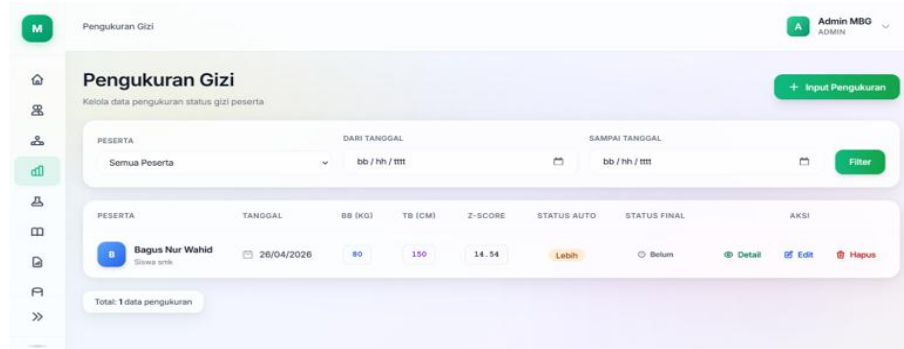 M
Pengukuran Gizi
A
Admin MBG
ADMIN
Pengukuran Gizi
Kelola data pengukuran status gizi peserta
+ Input Pengukuran
PESERTA DARI TANGGAL SAMPAI TANGGAL
Semua Peserta bb / hh / tttt bb / hh / tttt Filter
PESERTA TANGGAL BB (KG) TB (CM) Z-SCORE STATUS AUTO STATUS FINAL AKSI
B Bagus Nur Wahid 26/04/2026 80 150 14.54 Lebih Belum Detail Edit Hapus
Siswa smk
Total: 1 data pengukuran